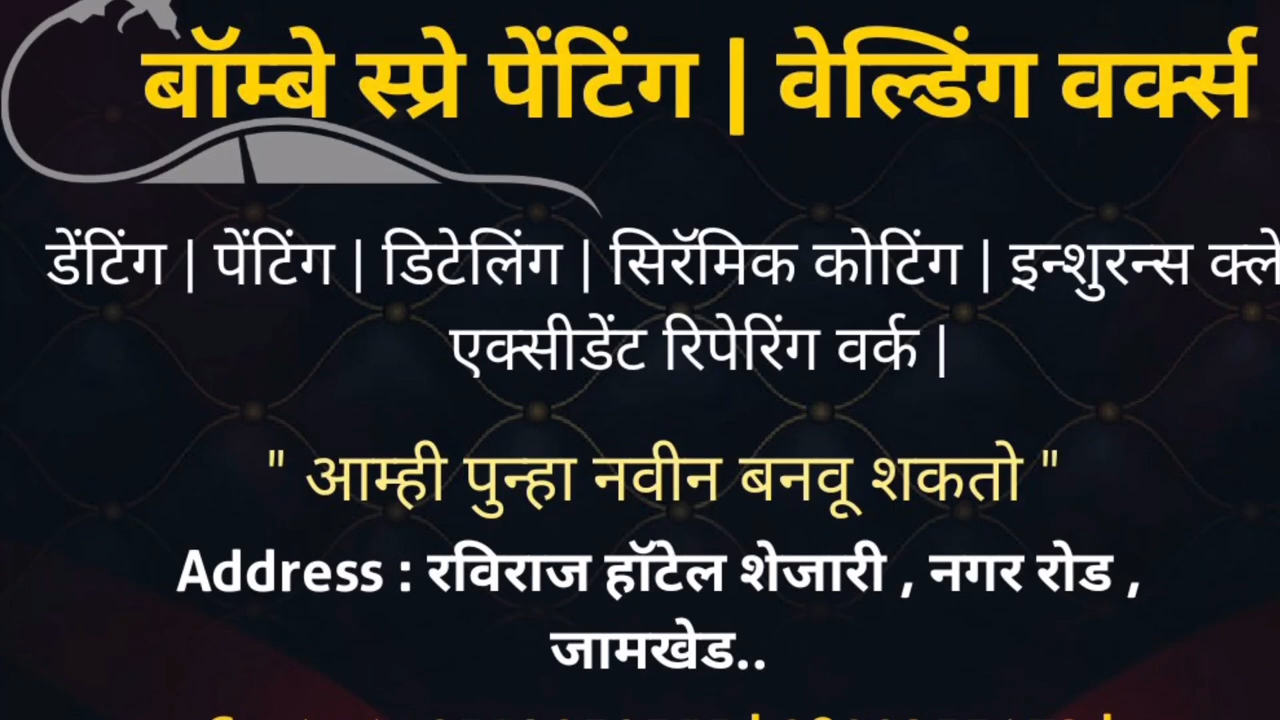 बॉम्बे स्प्रे पेंटिंग | वेल्डिंग वर्क्स
डेंटिंग | पेंटिंग | डिटेलिंग | सिरॅमिक कोटिंग | इन्शुरन्स
एक्सीडेंट रिपेरिंग वर्क |
" आम्ही पुन्हा नवीन बनवू शकतो "
Address : रविराज हॉटेल शेजारी , नगर रोड ,
जामखेड..